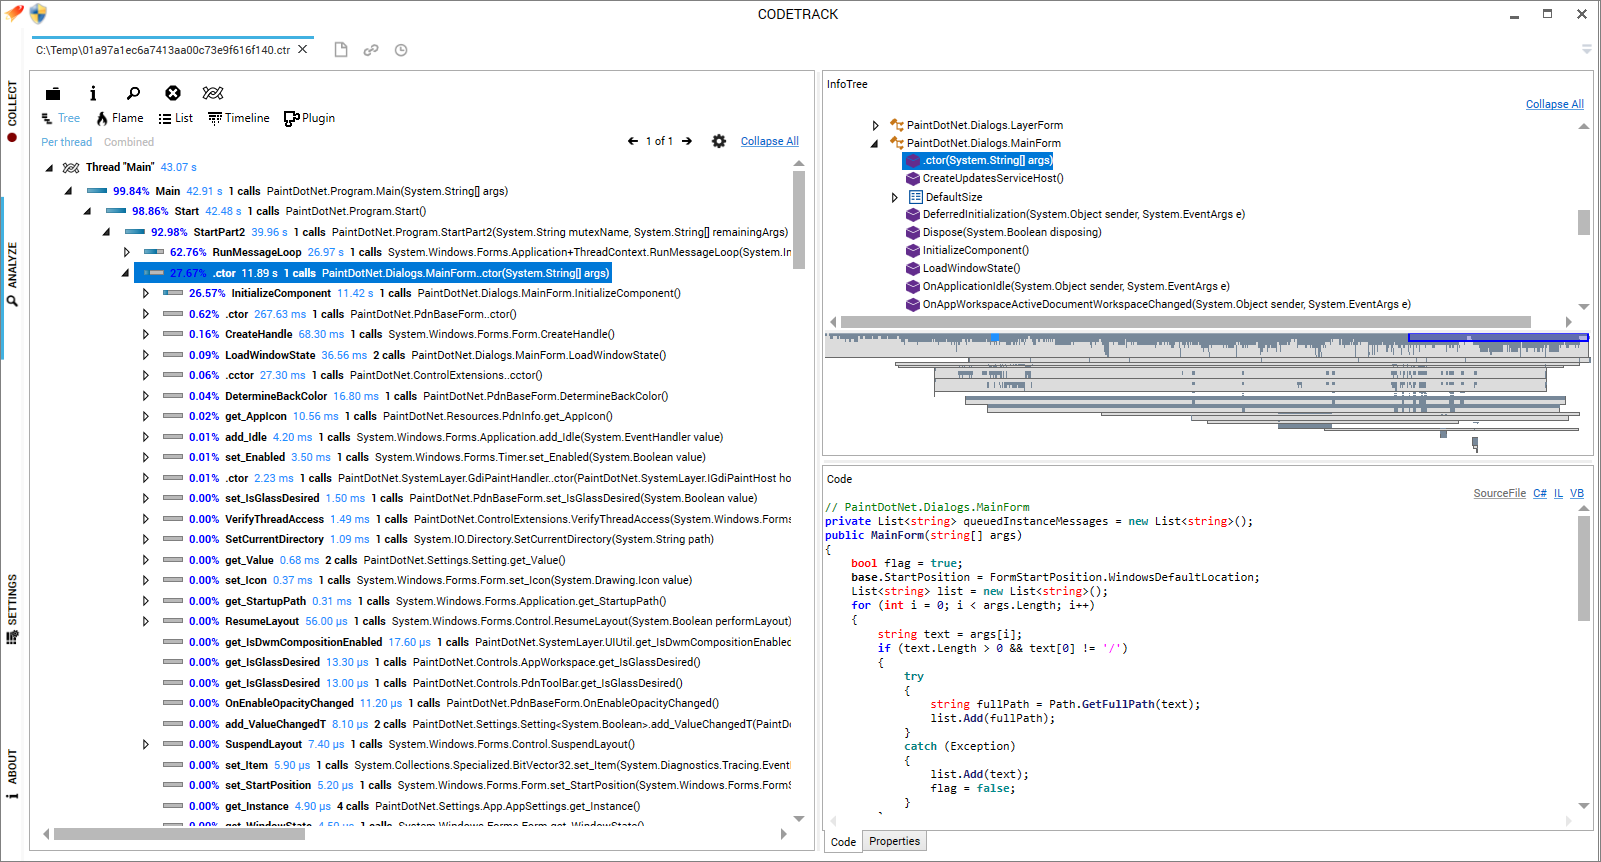 CODETRACK
C:\Temp\01a97a1ec6a7413aa00c73e9f616f140.ctr
COLLECT
ANALYZE
SETTINGS
ABOUT
Tree Flame List Timeline Plugin
Per thread Combined
1 of 1
Collapse All
Thread "Main" 43.07 s
99.84% Main 42.91 s 1 calls PaintDotNet.Program.Main(System.String[] args)
98.86% Start 42.48 s 1 calls PaintDotNet.Program.Start()
92.98% StartPart2 39.96 s 1 calls PaintDotNet.Program.StartPart2(System.String mutexName, System.String[] remainingArgs)
62.76% RunMessageLoop 26.97 s 1 calls System.Windows.Forms.Application+ThreadContext.RunMessageLoop(System.In
27.67% .ctor 11.89 s 1 calls PaintDotNet.Dialogs.MainForm..ctor(System.String[] args)
26.57% InitializeComponent 11.42 s 1 calls PaintDotNet.Dialogs.MainForm.InitializeComponent()
0.62% .ctor 267.63 ms 1 calls PaintDotNet.PdnBaseForm..ctor()
0.16% CreateHandle 68.30 ms 1 calls System.Windows.Forms.Form.CreateHandle()
0.09% LoadWindowState 36.56 ms 2 calls PaintDotNet.Dialogs.MainForm.LoadWindowState()
0.06% .cctor 27.30 ms 1 calls PaintDotNet.ControlExtensions..cctor()
0.04% DetermineBackColor 16.80 ms 1 calls PaintDotNet.PdnBaseForm.DetermineBackColor()
0.02% get_AppIcon 10.56 ms 1 calls PaintDotNet.Resources.PdnInfo.get_AppIcon()
0.01% add_Idle 4.20 ms 1 calls System.Windows.Forms.Application.add_Idle(System.EventHandler value)
0.01% set_Enabled 3.50 ms 1 calls System.Windows.Forms.Timer.set_Enabled(System.Boolean value)
0.01% .ctor 2.23 ms 1 calls PaintDotNet.SystemLayer.GdiPaintHandler..ctor(PaintDotNet.SystemLayer.IGdiPaintHost ho
0.00% set_IsGlassDesired 1.50 ms 1 calls PaintDotNet.PdnBaseForm.set_IsGlassDesired(System.Boolean value)
0.00% VerifyThreadAccess 1.49 ms 1 calls PaintDotNet.ControlExtensions.VerifyThreadAccess(System.Windows.Forms
0.00% SetCurrentDirectory 1.09 ms 1 calls System.IO.Directory.SetCurrentDirectory(System.String path)
0.00% get_Value 0.68 ms 2 calls PaintDotNet.Settings.Setting.get_Value()
0.00% set_Icon 0.37 ms 1 calls System.Windows.Forms.Form.set_Icon(System.Drawing.Icon value)
0.00% get_StartupPath 0.31 ms 1 calls System.Windows.Forms.Application.get_StartupPath()
0.00% ResumeLayout 56.00 µs 1 calls System.Windows.Forms.Control.ResumeLayout(System.Boolean performLayout)
0.00% get_IsDwmCompositionEnabled 17.60 µs 1 calls PaintDotNet.SystemLayer.UIUtil.get_IsDwmCompositionEnabled
0.00% get_IsGlassDesired 13.30 µs 1 calls PaintDotNet.Controls.AppWorkspace.get_IsGlassDesired()
0.00% get_IsGlassDesired 13.00 µs 1 calls PaintDotNet.Controls.PdnToolBar.get_IsGlassDesired()
0.00% OnEnableOpacityChanged 11.20 µs 1 calls PaintDotNet.PdnBaseForm.OnEnableOpacityChanged()
0.00% add_ValueChangedT 8.10 µs 2 calls PaintDotNet.Settings.Setting<System.Boolean>.add_ValueChangedT(PaintDo
0.00% SuspendLayout 7.40 µs 1 calls System.Windows.Forms.Control.SuspendLayout()
0.00% set_Item 5.90 µs 1 calls System.Collections.Specialized.BitVector32.set_Item(System.Diagnostics.Tracing.Event
0.00% set_StartPosition 5.20 µs 1 calls System.Windows.Forms.Form.set_StartPosition(System.Windows.Forms.FormS
0.00% get_Instance 4.90 µs 4 calls PaintDotNet.Settings.App.AppSettings.get_Instance()
0.00% get_WindowState 4.50 µs 1 calls System.Windows.Forms.Form.get_WindowState()
InfoTree
Collapse All
PaintDotNet.Dialogs.LayerForm
PaintDotNet.Dialogs.MainForm
.ctor(System.String[] args)
CreateUpdatesServiceHost()
DefaultSize
DeferredInitialization(System.Object sender, System.EventArgs e)
Dispose(System.Boolean disposing)
InitializeComponent()
LoadWindowState()
OnApplicationIdle(System.Object sender, System.EventArgs e)
OnAppWorkspaceActiveDocumentWorkspaceChanged(System.Object sender, System.EventArgs e)
Code
SourceFile C# IL VB
// PaintDotNet.Dialogs.MainForm
private List<string> queuedInstanceMessages = new List<string>();
public MainForm(string[] args)
{
bool flag = true;
base.StartPosition = FormStartPosition.WindowsDefaultLocation;
List<string> list = new List<string>();
for (int i = 0; i < args.Length; i++)
{
string text = args[i];
if (text.Length > 0 && text[0] != '/')
{
try
{
string fullPath = Path.GetFullPath(text);
list.Add(fullPath);
}
catch (Exception)
{
list.Add(text);
flag = false;
}
Code Properties